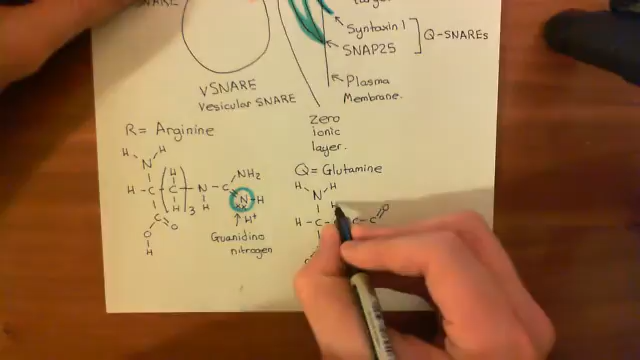 Syntaxin 1
SNAP25
Q-SNAREs
vSNARE
Vesicular SNARE
Plasma
Membrane.
Zero
ionic
layer.
R = Arginine
H H
N
H - C - ( C ) - N - C
H
H
3
H
NH2
N - H
H+
C
O
O
H
Guanidino
nitrogen
Q = Glutamine
H H
N
H
H - C - C - C
O